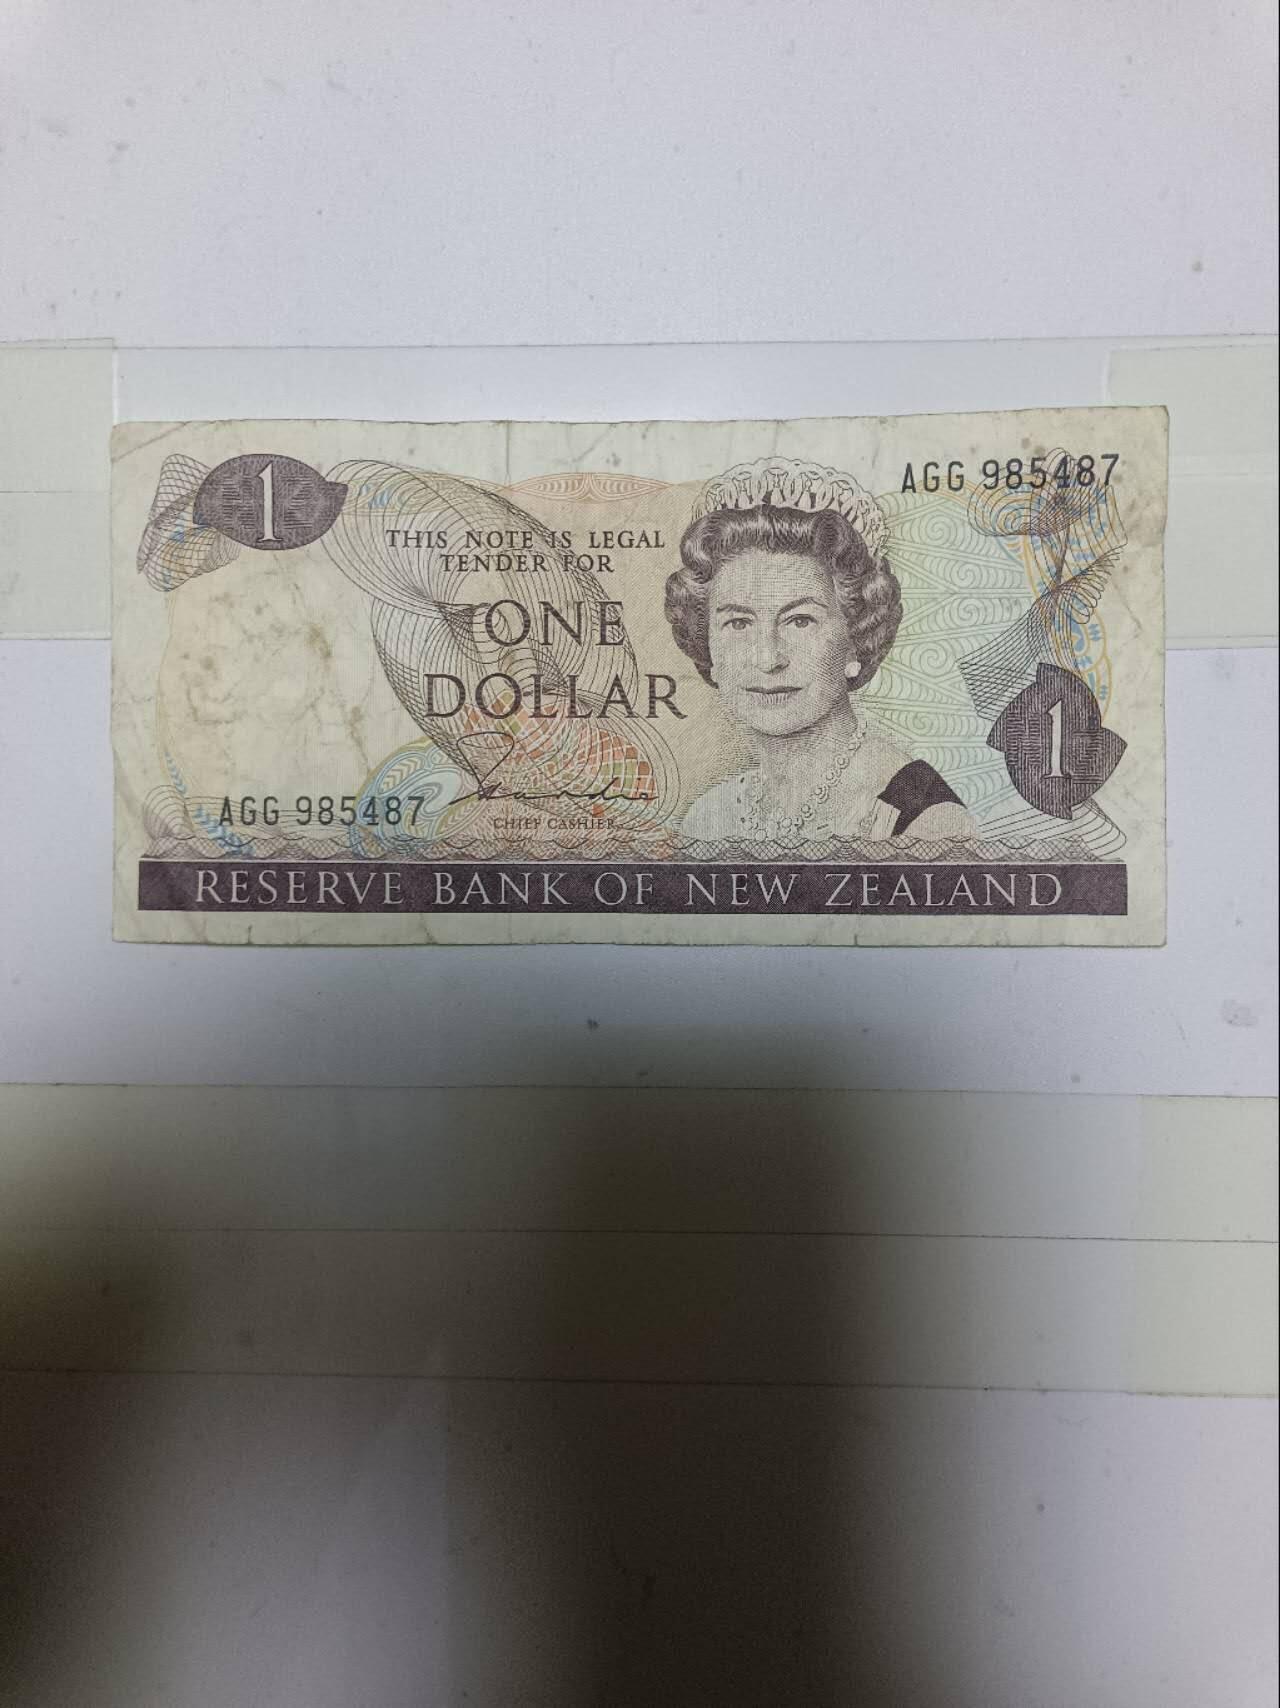 1
AGG 985487
THIS NOTE IS LEGAL
TENDER FOR
ONE
DOLLAR
1
AGG 985487
CHIEF CASHIER
RESERVE BANK OF NEW ZEALAND